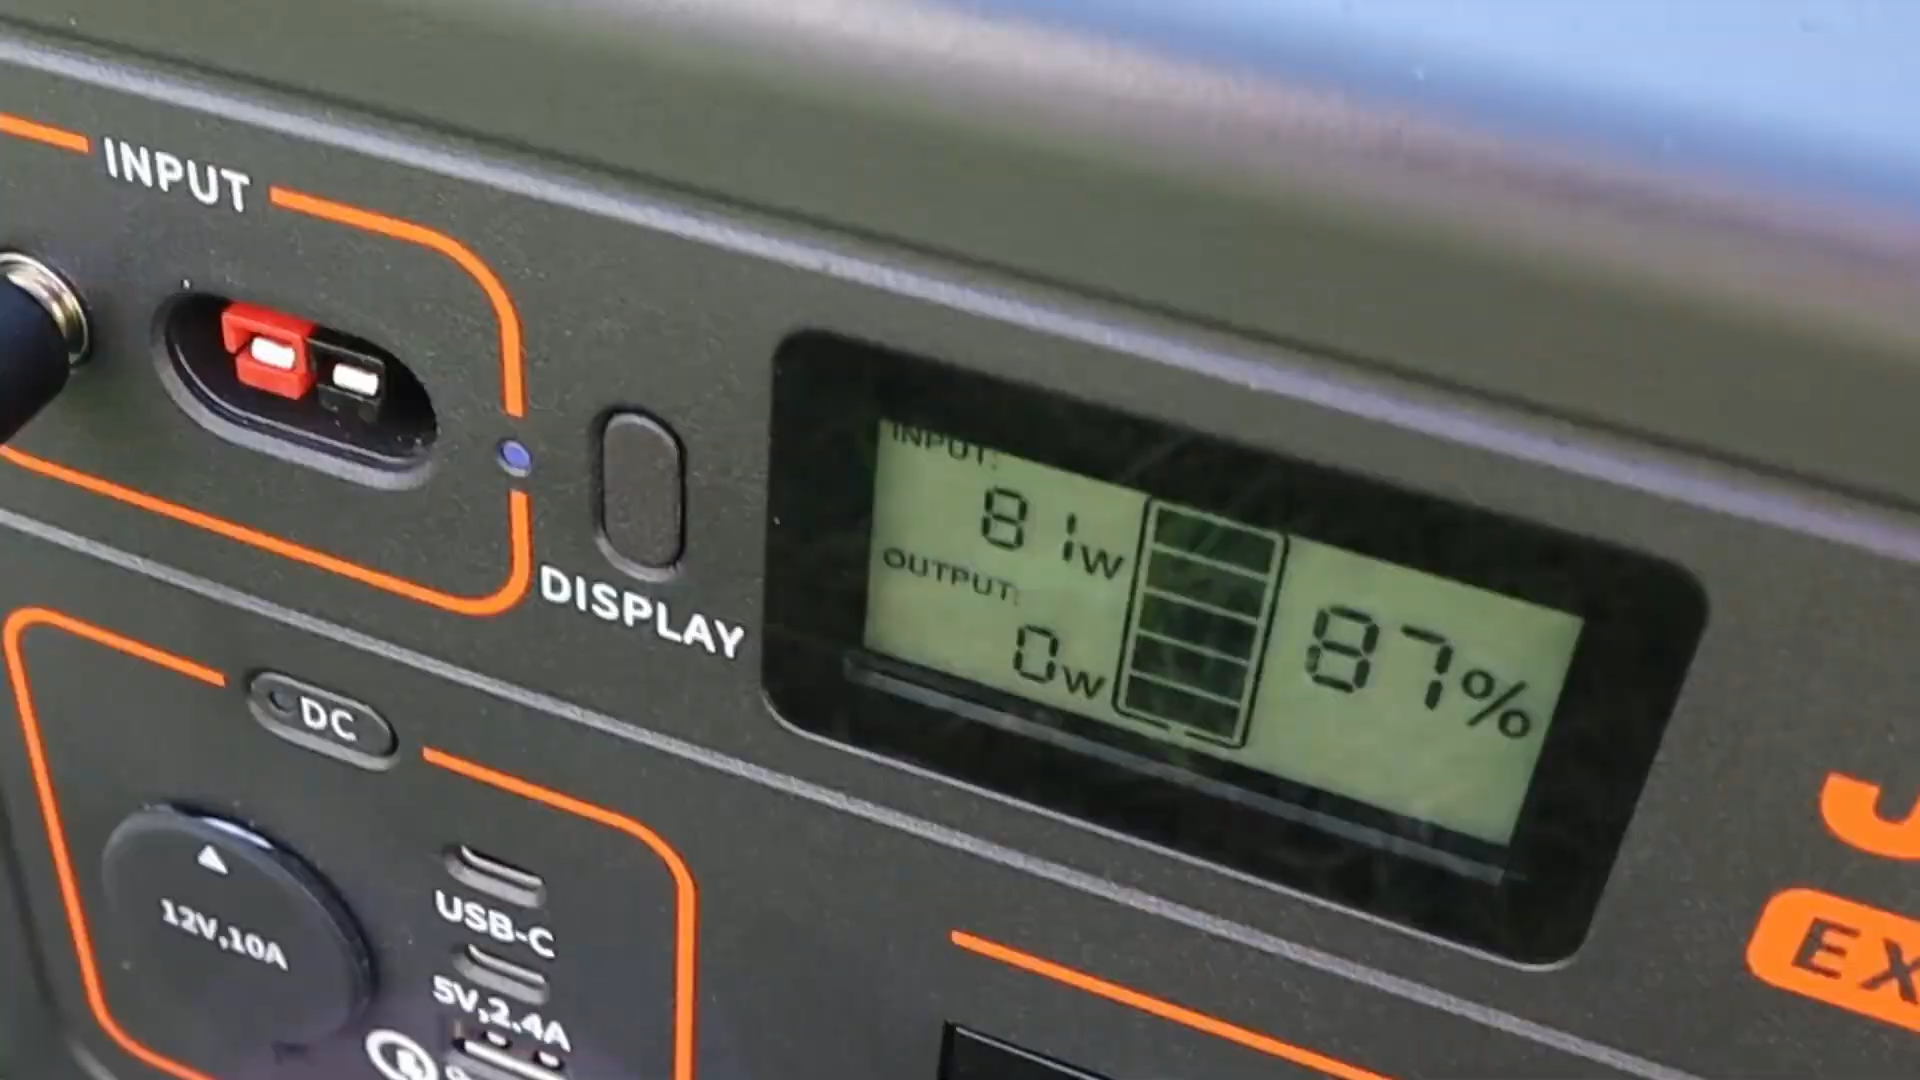 INPUT
INPUT:
81w
OUTPUT:
0w
87%
DISPLAY
DC
12V,10A
USB-C
5V,2.4A
J
EX